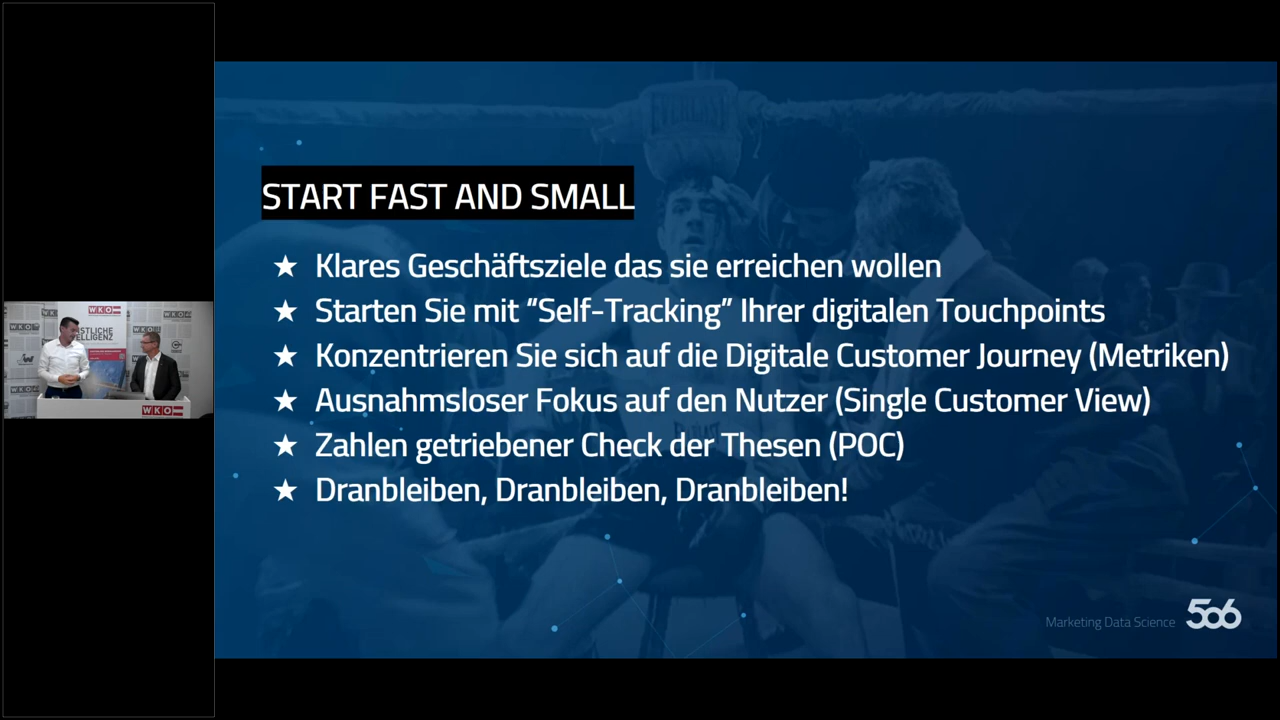 START FAST AND SMALL
★ Klares Geschäftsziele das sie erreichen wollen
★ Starten Sie mit “Self-Tracking” Ihrer digitalen Touchpoints
★ Konzentrieren Sie sich auf die Digitale Customer Journey (Metriken)
★ Ausnahmsloser Fokus auf den Nutzer (Single Customer View)
★ Zahlen getriebener Check der Thesen (POC)
★ Dranbleiben, Dranbleiben, Dranbleiben!
Marketing Data Science 506
EVERLAST
WKO
WKO